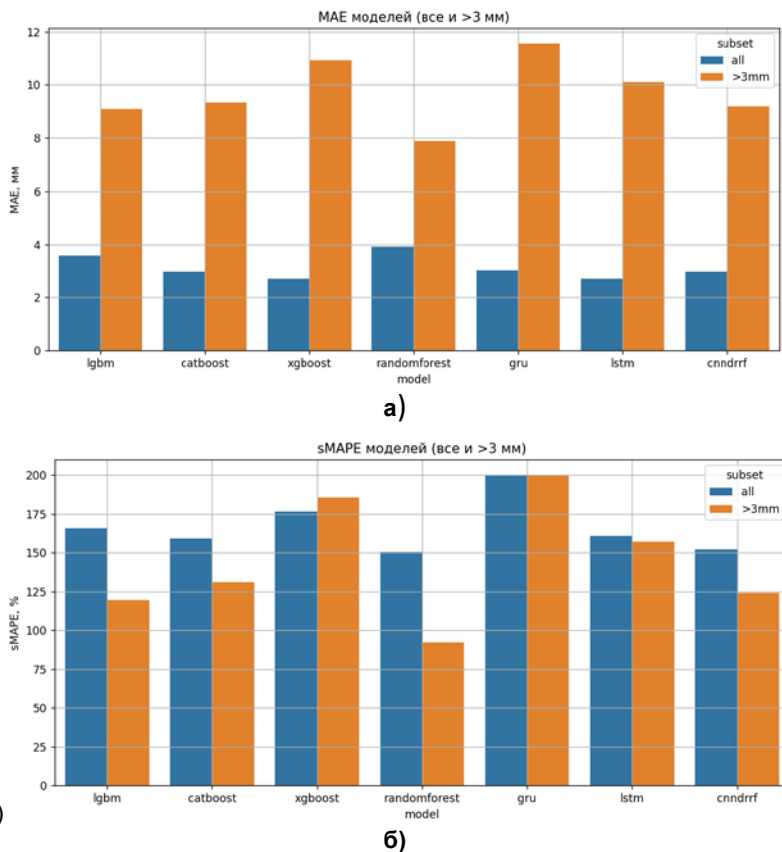 MAE моделей (все и >3 мм)
12
10
8
6
4
2
0
MAE, мм
subset
all
>3mm
lgbm catboost xgboost randomforest gru lstm cnndrrf
model
а)
sMAPE моделей (все и >3 мм)
200
175
150
125
100
75
50
25
0
sMAPE, %
subset
all
>3mm
lgbm catboost xgboost randomforest gru lstm cnndrrf
model
)
б)